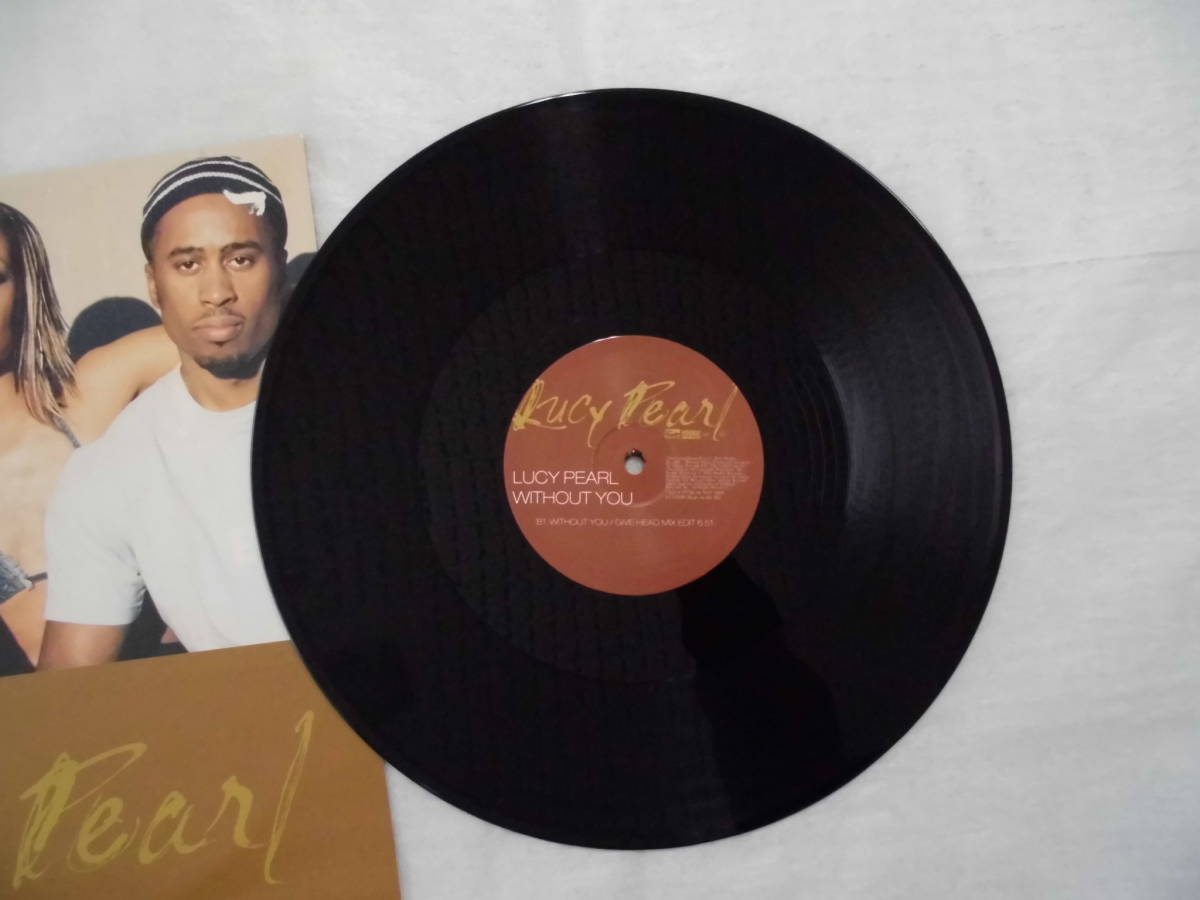 Lucy Pearl
LUCY PEARL
WITHOUT YOU
B1. WITHOUT YOU / GIVE HEAD MIX EDIT 6:51
Pearl